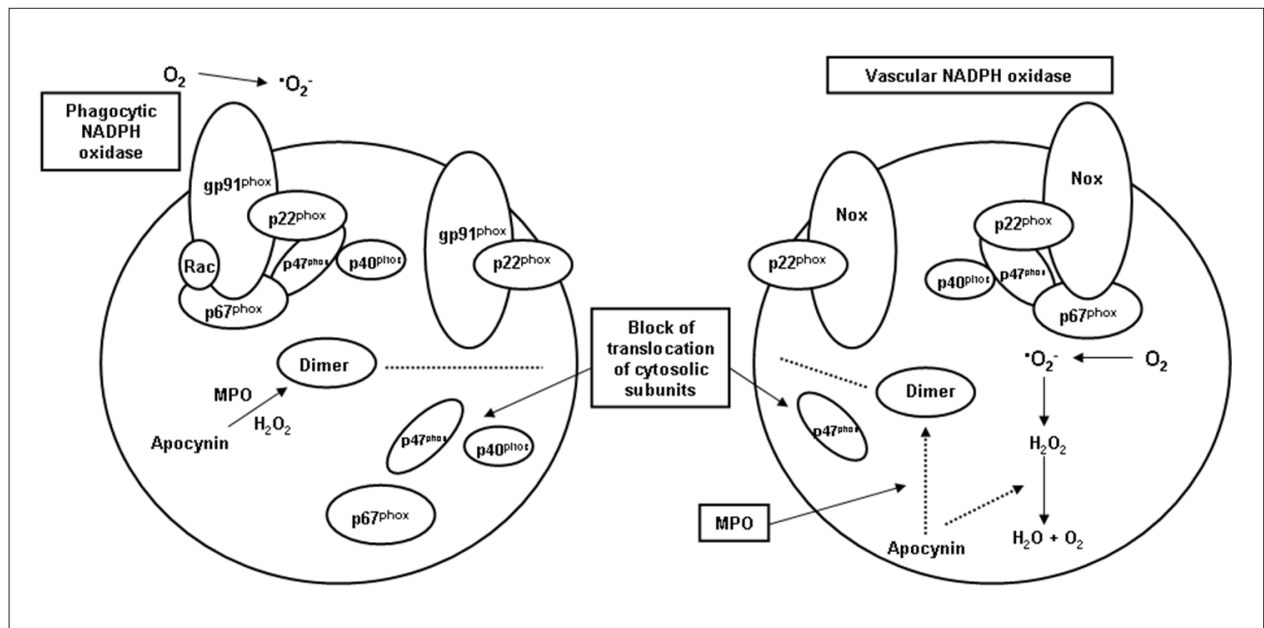 O2
•O2-
Phagocytic
NADPH
oxidase
gp91phox
p22phox
Rac
p47phox
p40phox
p67phox
gp91phox
p22phox
Dimer
MPO
H2O2
Apocynin
p47phox
p40phox
p67phox
Block of
translocation
of cytosolic
subunits
Vascular NADPH oxidase
Nox
p22phox
Nox
p22phox
p40phox
p47phox
p67phox
•O2-
O2
Dimer
p47phox
H2O2
MPO
Apocynin
H2O + O2